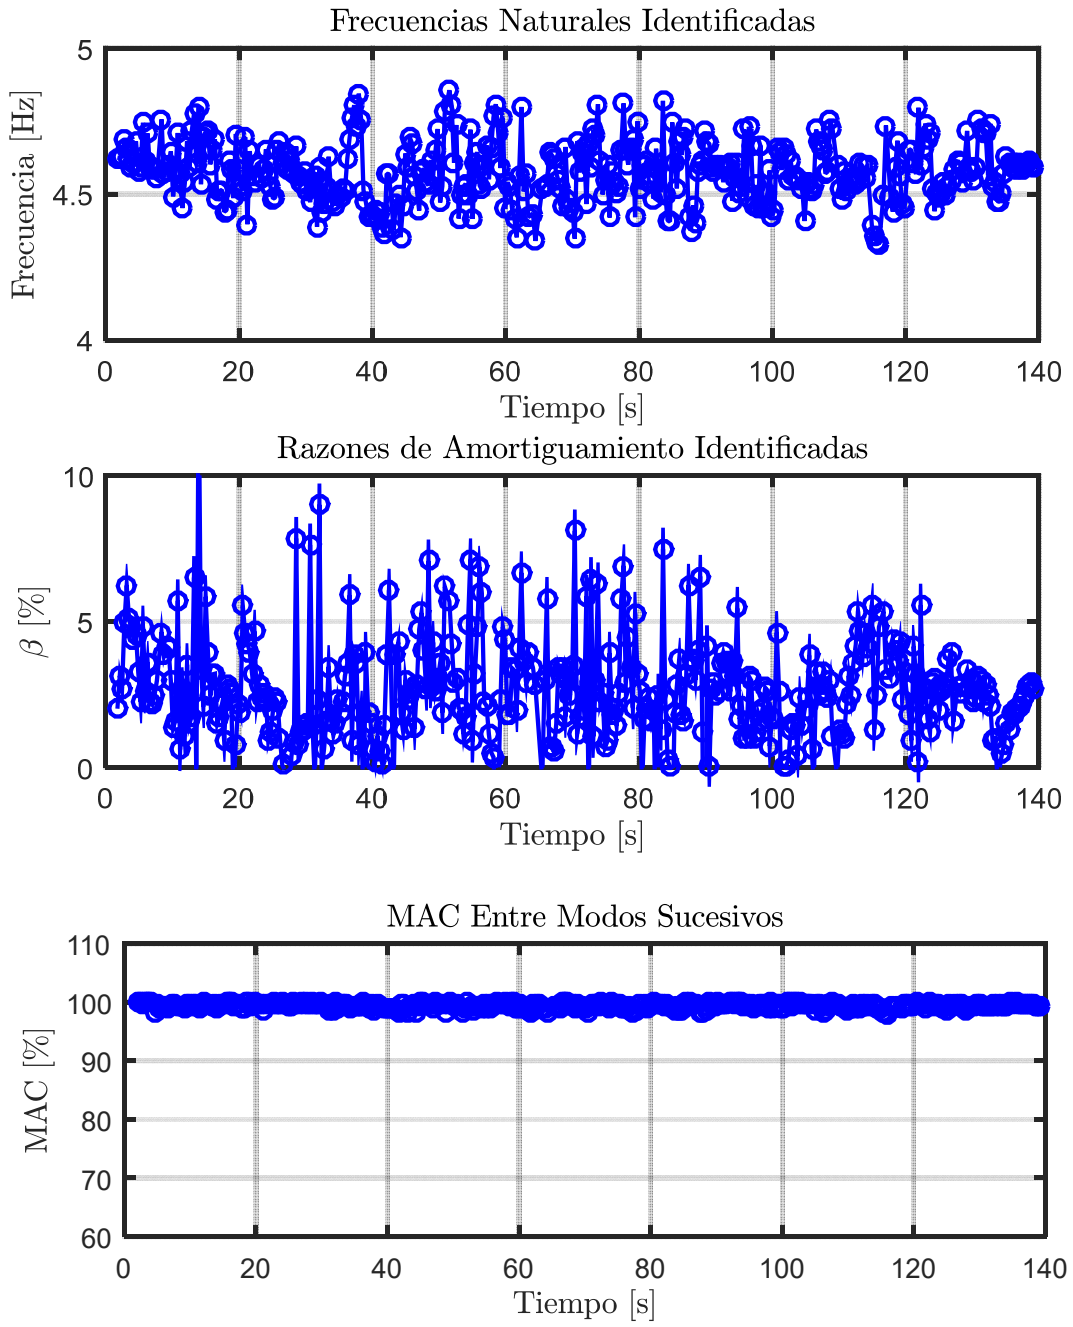 Frecuencias Naturales Identificadas
5
4.5
4
Frecuencia [Hz]
0 20 40 60 80 100 120 140
Tiempo [s]
Razones de Amortiguamiento Identificadas
10
5
0
β [%]
0 20 40 60 80 100 120 140
Tiempo [s]
MAC Entre Modos Sucesivos
110
100
90
80
70
60
MAC [%]
0 20 40 60 80 100 120 140
Tiempo [s]